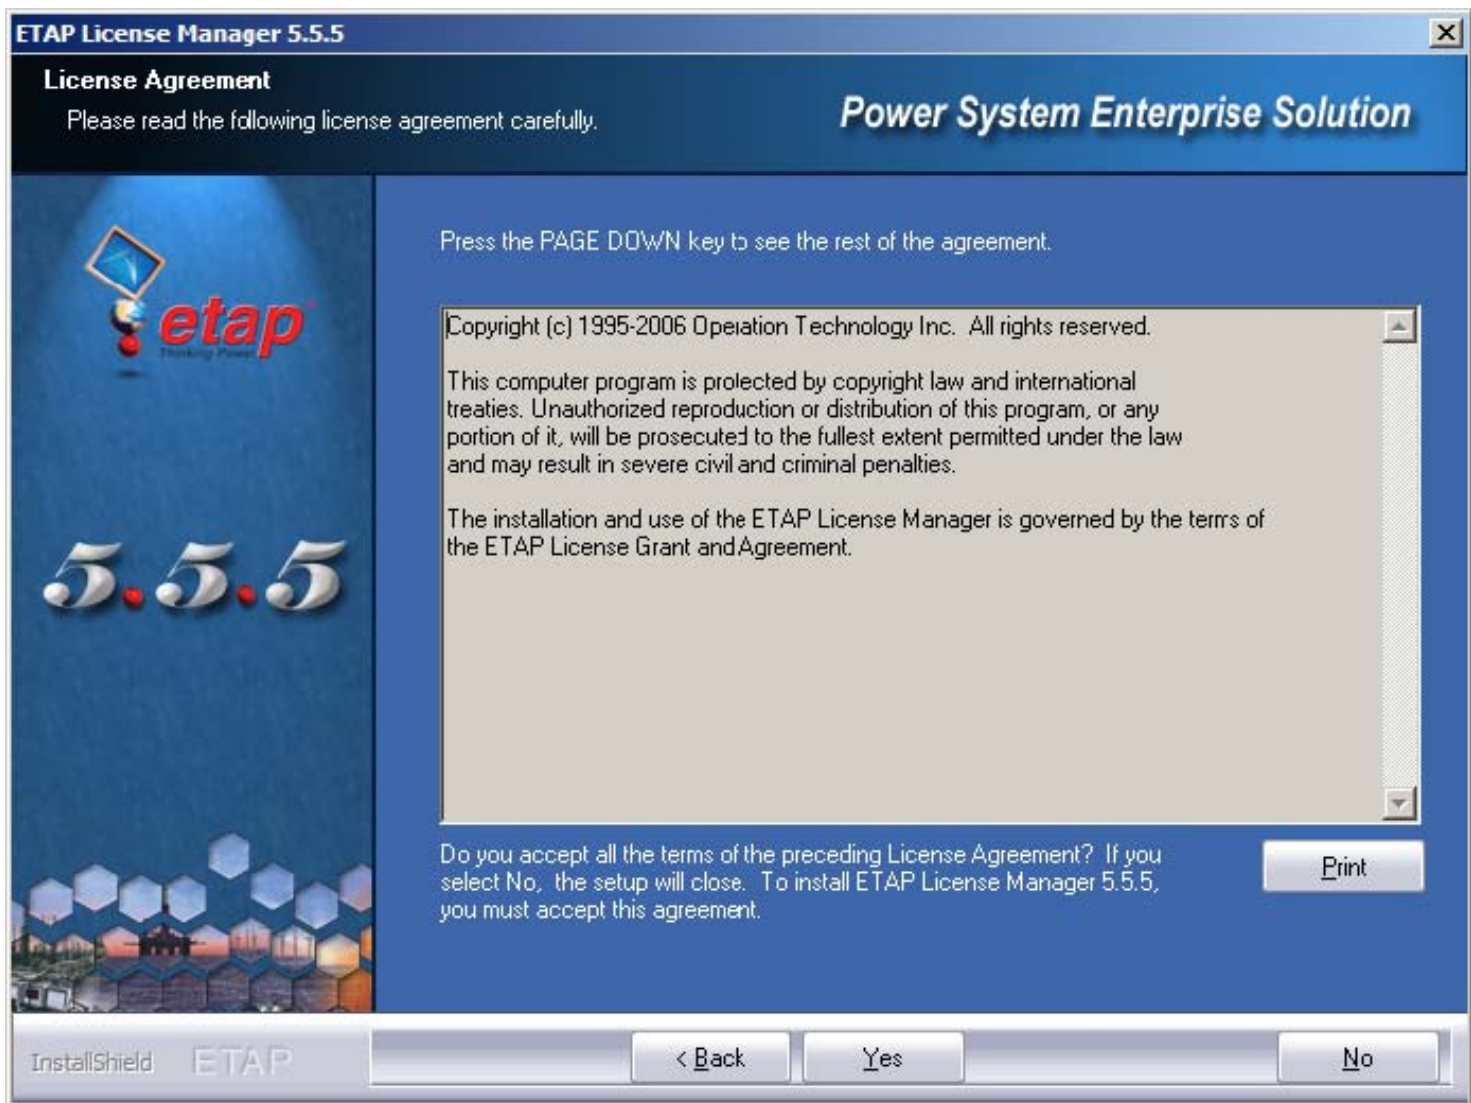 ETAP License Manager 5.5.5
License Agreement
Please read the following license agreement carefully.
Power System Enterprise Solution
etap
Thinking Power
5.5.5
Press the PAGE DOWN key to see the rest of the agreement.
Copyright (c) 1995-2006 Operation Technology Inc.  All rights reserved.
This computer program is protected by copyright law and international
treaties. Unauthorized reproduction or distribution of this program, or any
portion of it, will be prosecuted to the fullest extent permitted under the law
and may result in severe civil and criminal penalties.
The installation and use of the ETAP License Manager is governed by the terms of
the ETAP License Grant and Agreement.
Do you accept all the terms of the preceding License Agreement?  If you
select No,  the setup will close.  To install ETAP License Manager 5.5.5,
you must accept this agreement.
Print
InstallShield
ETAP
< Back
Yes
No